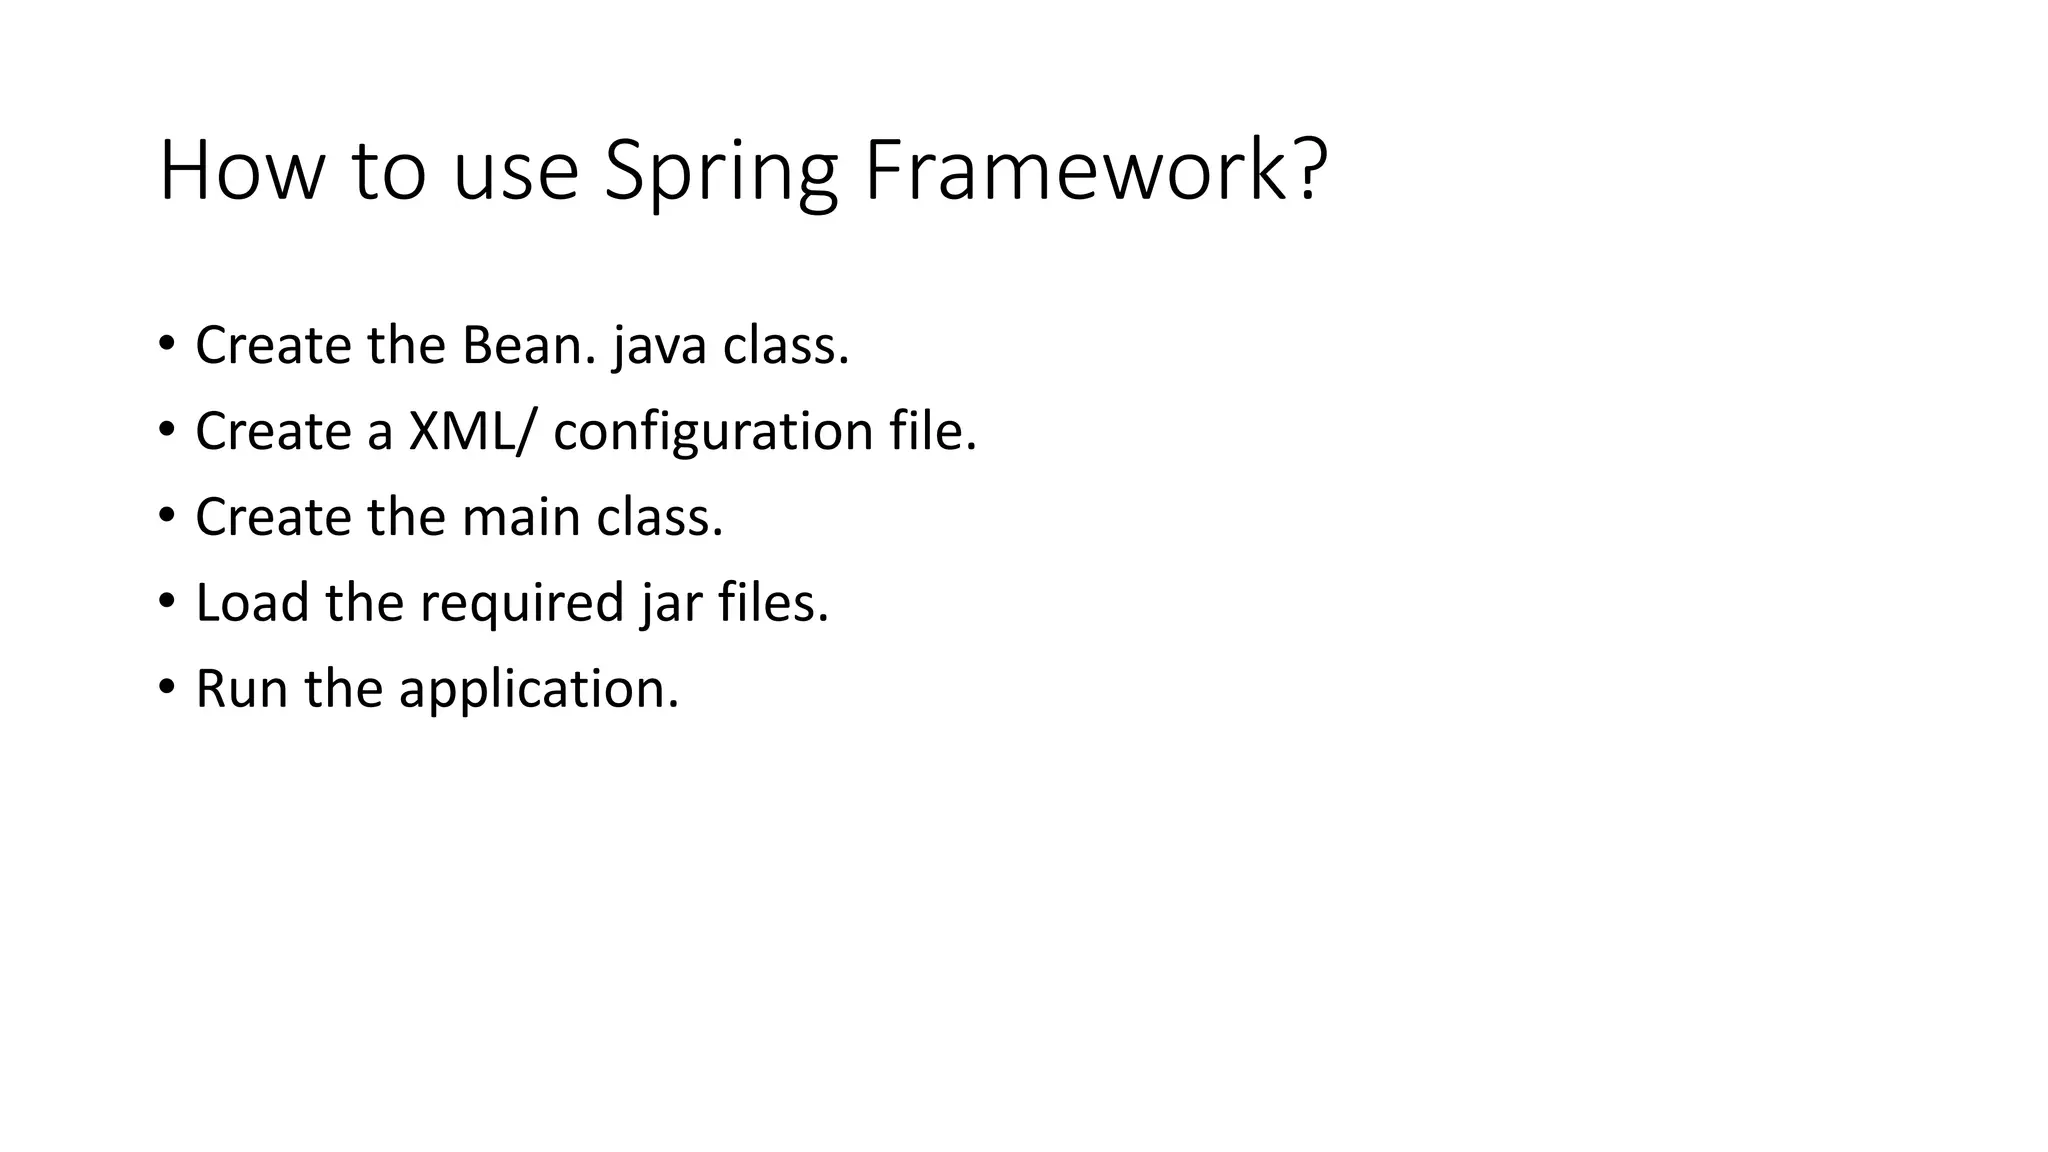 How to use Spring Framework?
• Create the Bean. java class.
• Create a XML/ configuration file.
• Create the main class.
• Load the required jar files.
• Run the application.